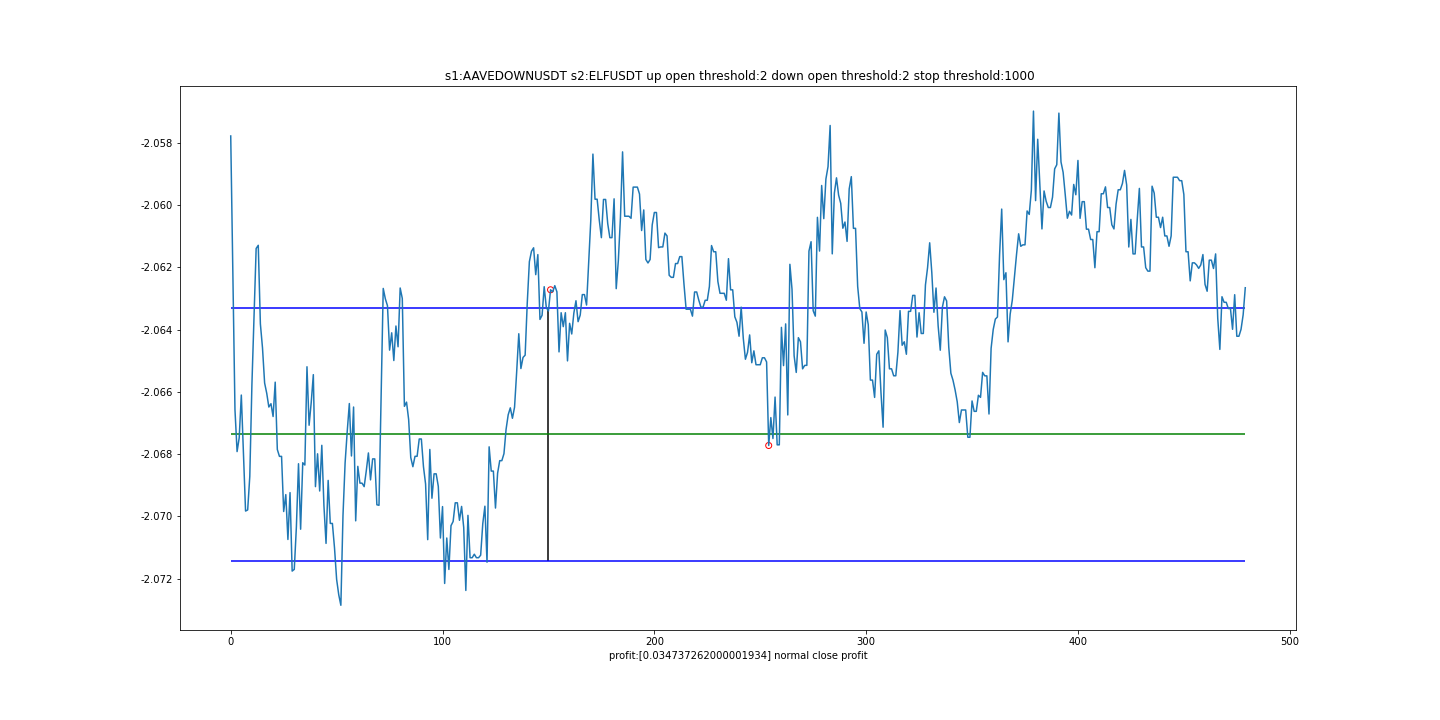 s1:AAVEDOWNUSDT s2:ELFUSDT up open threshold:2 down open threshold:2 stop threshold:1000
-2.058
-2.060
-2.062
-2.064
-2.066
-2.068
-2.070
-2.072
0 100 200 300 400 500
profit:[0.034737262000001934] normal close profit